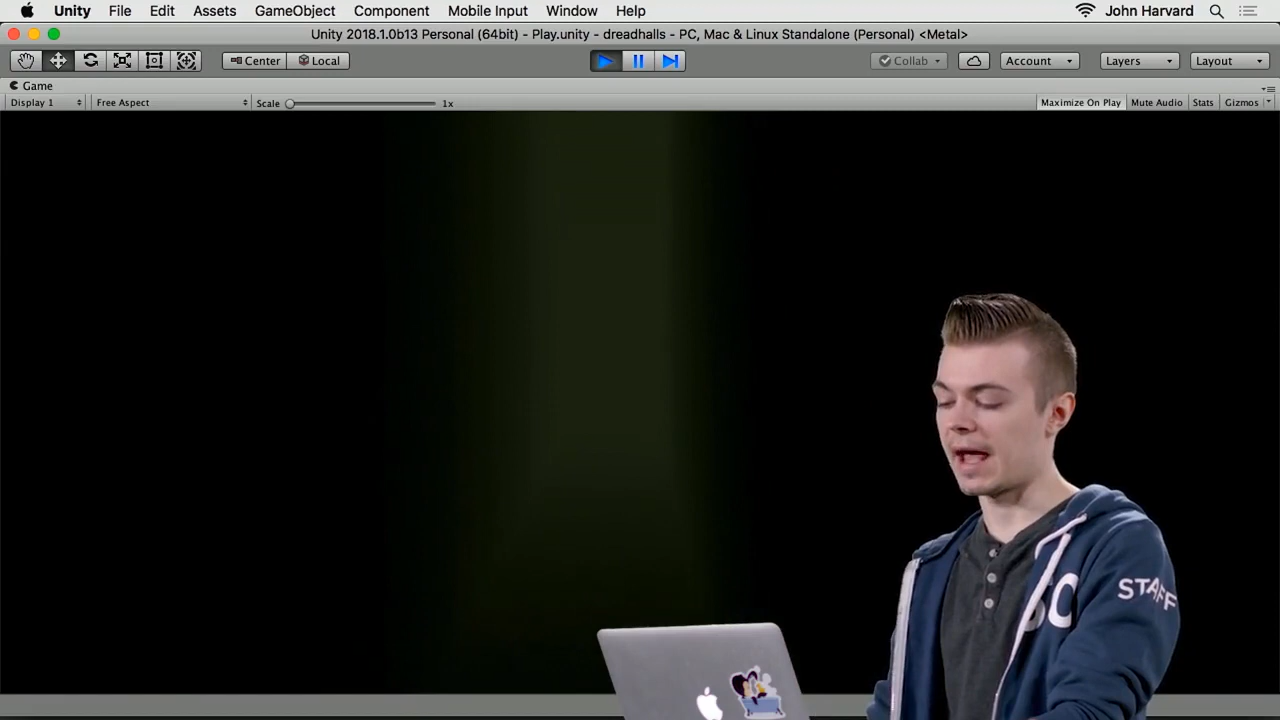 Unity File Edit Assets GameObject Component Mobile Input Window Help John Harvard
Unity 2018.1.0b13 Personal (64bit) - Play.unity - dreadhalls - PC, Mac & Linux Standalone (Personal) <Metal>
Center Local Collab Account Layers Layout
Game
Display 1 Free Aspect Scale 1x Maximize On Play Mute Audio Stats Gizmos
STAFF